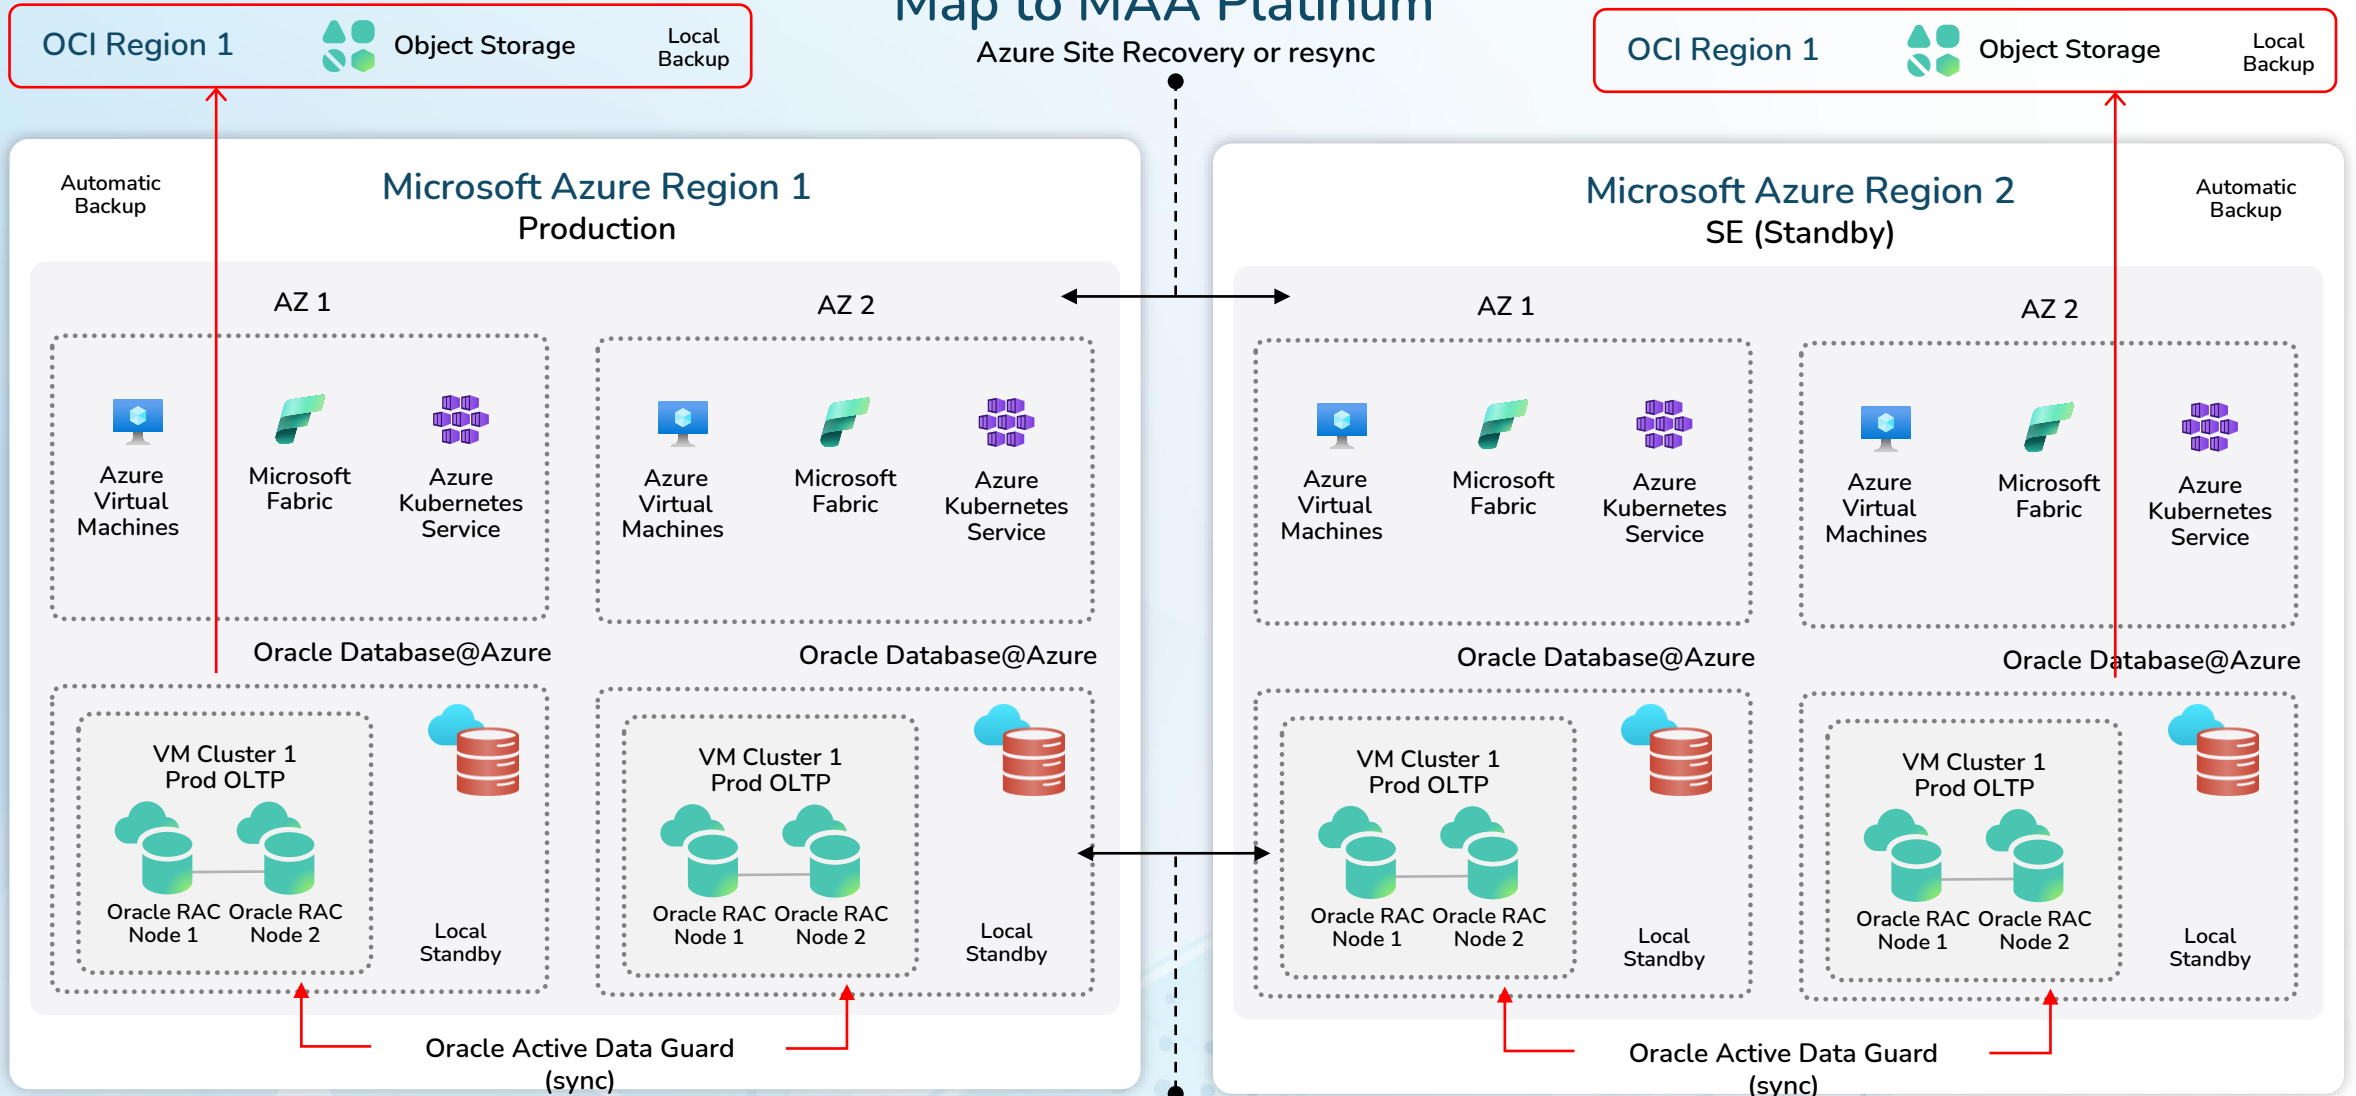 Map to MAA Platinum
Azure Site Recovery or resync
OCI Region 1
Object Storage
Local
Backup
OCI Region 1
Object Storage
Local
Backup
Automatic
Backup
Microsoft Azure Region 1
Production
AZ 1
AZ 2
Azure
Virtual
Machines
Microsoft
Fabric
Azure
Kubernetes
Service
Azure
Virtual
Machines
Microsoft
Fabric
Azure
Kubernetes
Service
Oracle Database@Azure
Oracle Database@Azure
VM Cluster 1
Prod OLTP
Oracle RAC
Node 1
Oracle RAC
Node 2
Local
Standby
VM Cluster 1
Prod OLTP
Oracle RAC
Node 1
Oracle RAC
Node 2
Local
Standby
Oracle Active Data Guard
(sync)
Microsoft Azure Region 2
SE (Standby)
Automatic
Backup
AZ 1
AZ 2
Azure
Virtual
Machines
Microsoft
Fabric
Azure
Kubernetes
Service
Azure
Virtual
Machines
Microsoft
Fabric
Azure
Kubernetes
Service
Oracle Database@Azure
Oracle Database@Azure
VM Cluster 1
Prod OLTP
Oracle RAC
Node 1
Oracle RAC
Node 2
Local
Standby
VM Cluster 1
Prod OLTP
Oracle RAC
Node 1
Oracle RAC
Node 2
Local
Standby
Oracle Active Data Guard
(sync)